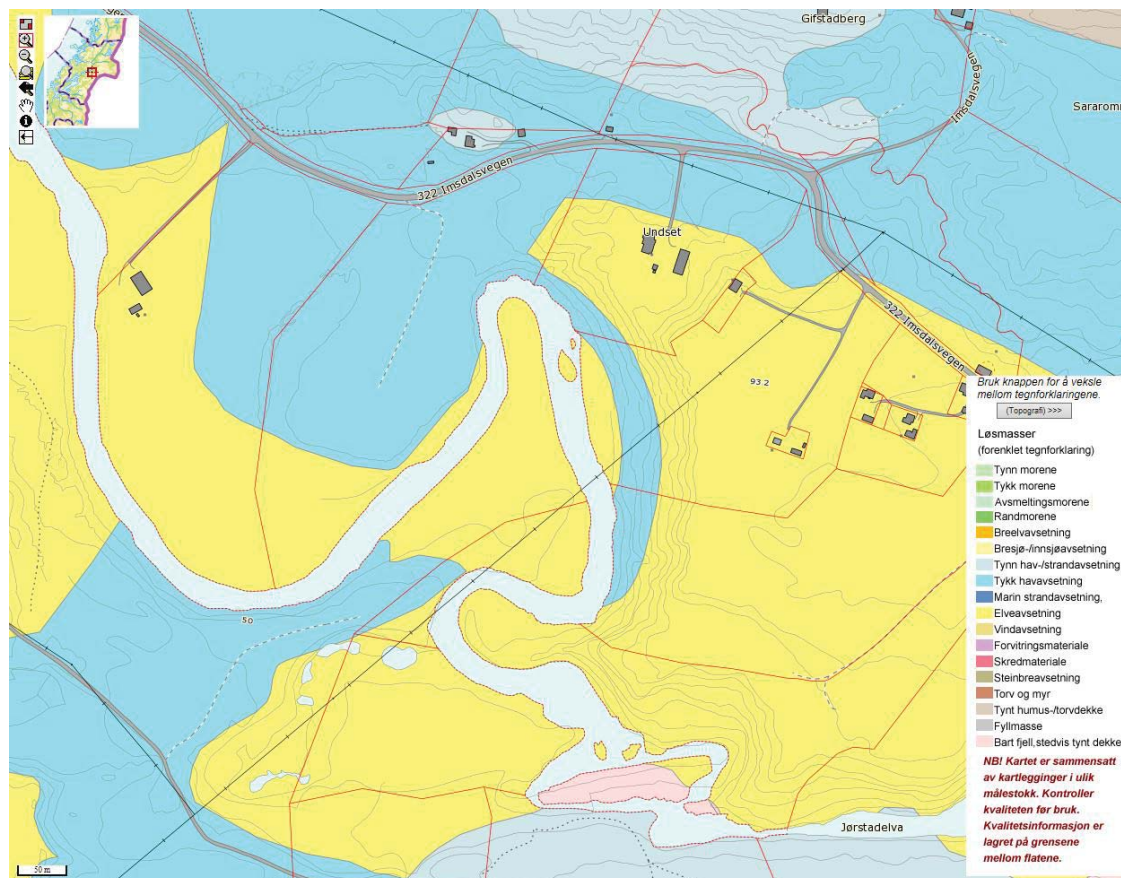 Gifstadberg
Imsdalsvegen
322 Imsdalsvegen
Undset
322 Imsdalsvegen
93.2
50
Jørstadelva
50 m
Bruk knappen for å veksle
mellom tegnforklaringene.
(Topografi) >>>
Løsmasser
(forenklet tegnforklaring)
Tynn morene
Tykk morene
Avsmeltingsmorene
Randmorene
Breelvavsetning
Bresjø-/innsjøavsetning
Tynn hav-/strandavsetning
Tykk havavsetning
Marin strandavsetning,
Elveavsetning
Vindavsetning
Forvitringsmateriale
Skredmateriale
Steinbreavsetning
Torv og myr
Tynt humus-/torvdekke
Fyllmasse
Bart fjell,stedvis tynt dekke
NB! Kartet er sammensatt
av kartlegginger i ulik
målestokk. Kontroller
kvaliteten før bruk.
Kvalitetsinformasjon er
lagret på grensene
mellom flatene.